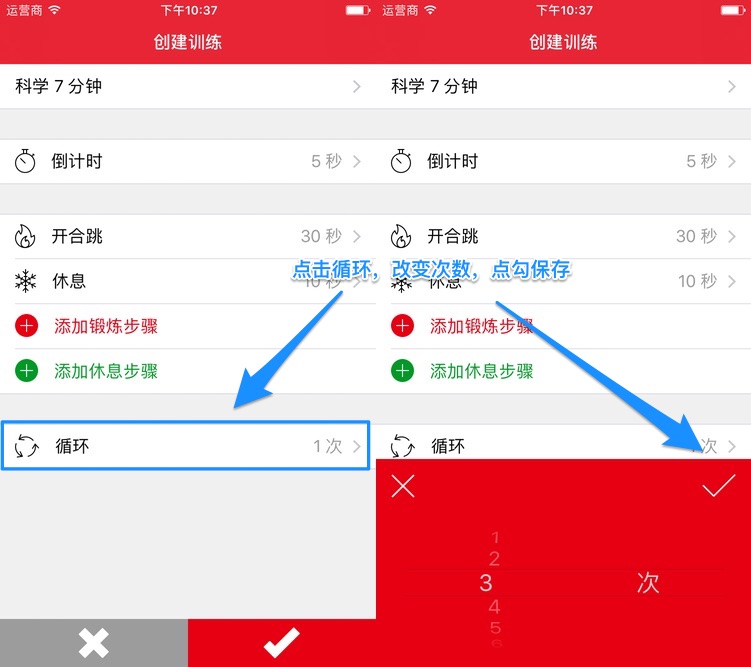 运营商 下午10:37
创建训练
科学 7 分钟
倒计时 5 秒
开合跳 30 秒
休息 10 秒
添加锻炼步骤
添加休息步骤
循环 1 次
点击循环，改变次数，点勾保存
运营商 下午10:37
创建训练
科学 7 分钟
倒计时 5 秒
开合跳 30 秒
休息 10 秒
添加锻炼步骤
添加休息步骤
循环 1 次
1
2
3 次
4
5
6